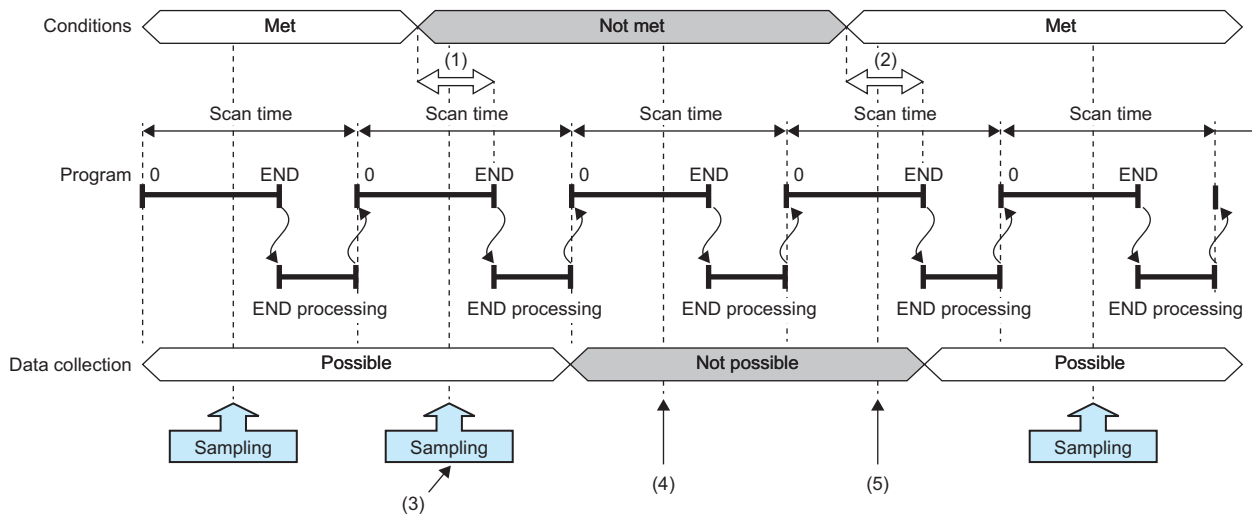 Conditions Met Not met Met
(1) (2)
Scan time Scan time Scan time Scan time Scan time
Program 0 END 0 END 0 END 0 END 0 END
END processing END processing END processing END processing END processing
Data collection Possible Not possible Possible
Sampling Sampling Sampling
(3) (4) (5)